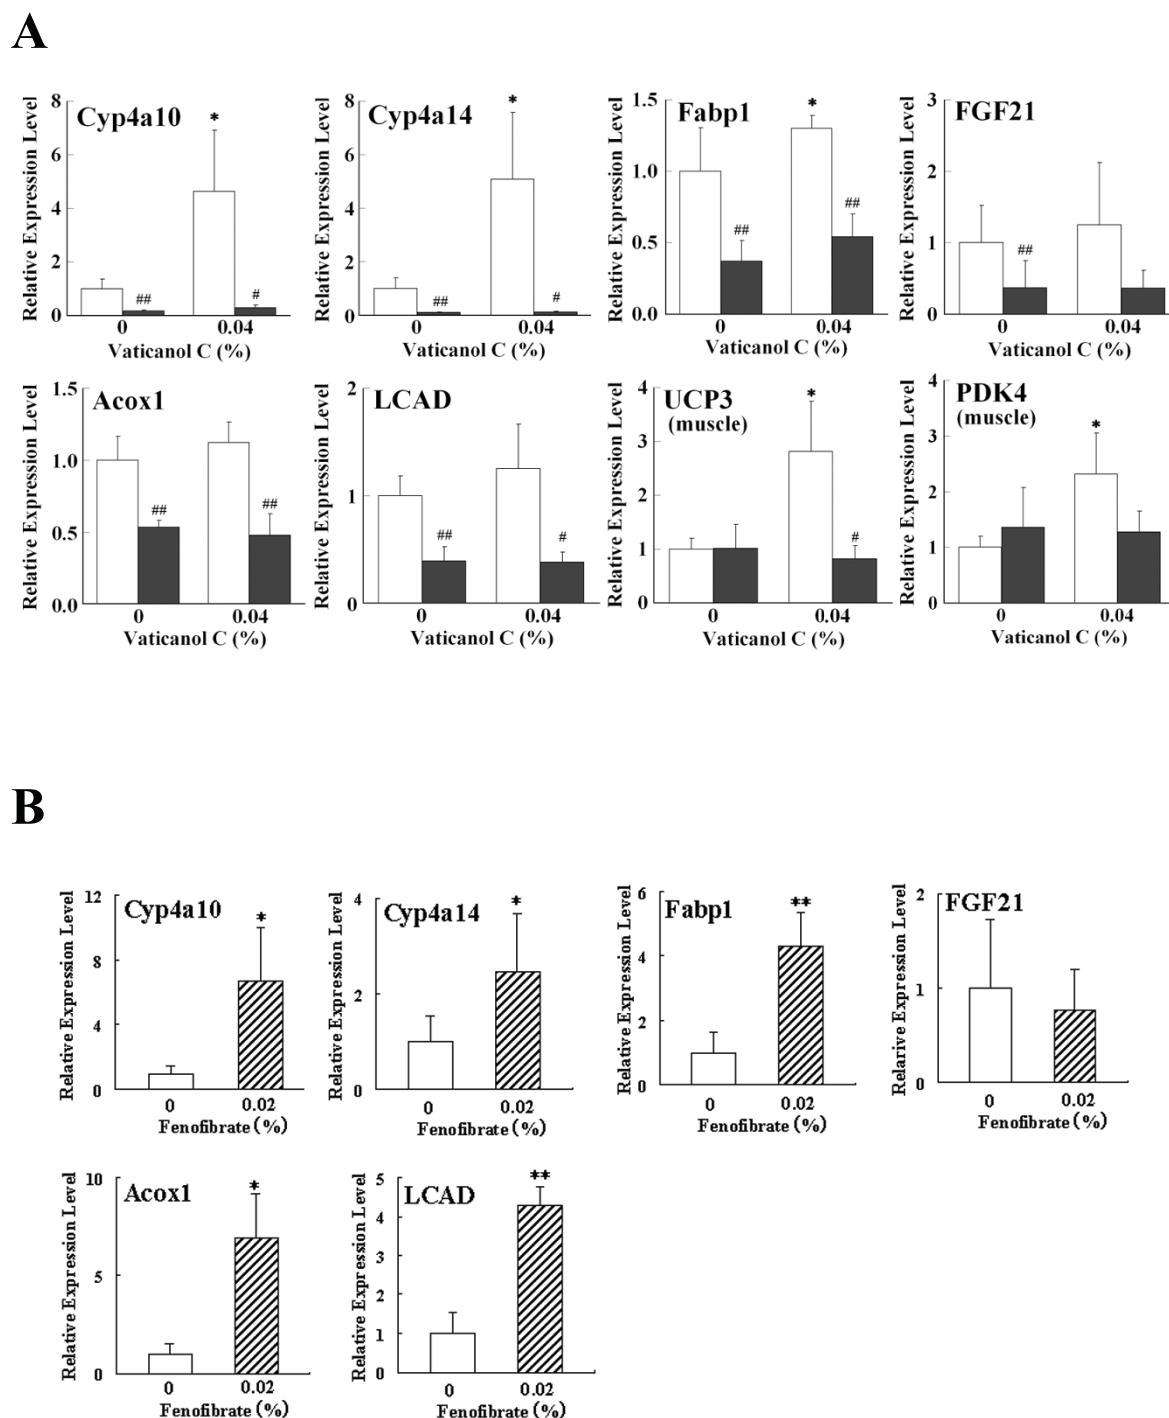 A
Relative Expression Level
Cyp4a10
8
6
4
2
0
*
##
#
0
0.04
Vaticanol C (%)
Relative Expression Level
Cyp4a14
8
6
4
2
0
*
##
#
0
0.04
Vaticanol C (%)
Relative Expression Level
Fabp1
1.5
1.0
0.5
0.0
*
##
##
0
0.04
Vaticanol C (%)
Relative Expression Level
FGF21
3
2
1
0
##
0
0.04
Vaticanol C (%)
Relative Expression Level
Acox1
1.5
1.0
0.5
0.0
##
##
0
0.04
Vaticanol C (%)
Relative Expression Level
LCAD
2
1
0
##
#
0
0.04
Vaticanol C (%)
Relative Expression Level
UCP3
(muscle)
4
3
2
1
0
*
#
0
0.04
Vaticanol C (%)
Relative Expression Level
PDK4
(muscle)
4
3
2
1
0
*
0
0.04
Vaticanol C (%)
B
Relative Expression Level
Cyp4a10
12
8
4
0
*
0
0.02
Fenofibrate (%)
Relative Expression Level
Cyp4a14
4
2
0
*
0
0.02
Fenofibrate (%)
Relative Expression Level
Fabp1
6
4
2
0
**
0
0.02
Fenofibrate (%)
Relarive Expression Level
FGF21
2
1
0
0
0.02
Fenofibrate (%)
Relative Expression Level
Acox1
10
5
0
*
0
0.02
Fenofibrate (%)
Relative Expression Level
LCAD
5
4
3
2
1
0
**
0
0.02
Fenofibrate (%)